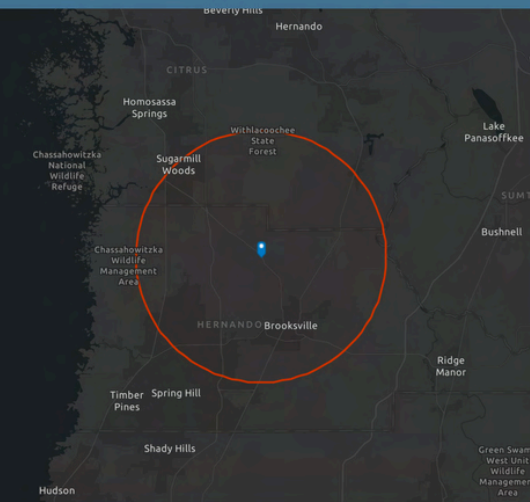 Beverly Hills
Hernando
CITRUS
Homosassa
Springs
Lake
Panasoffkee
Withlacoochee
State
Forest
Chassahowitzka
National
Wildlife
Refuge
Sugarmill
Woods
SUMT
Bushnell
Chassahowitzka
Wildlife
Management
Area
HERNANDO
Brooksville
Ridge
Manor
Timber
Pines
Spring Hill
Shady Hills
Green Swam
West Unit
Wildlife
Managemen
Area
Hudson